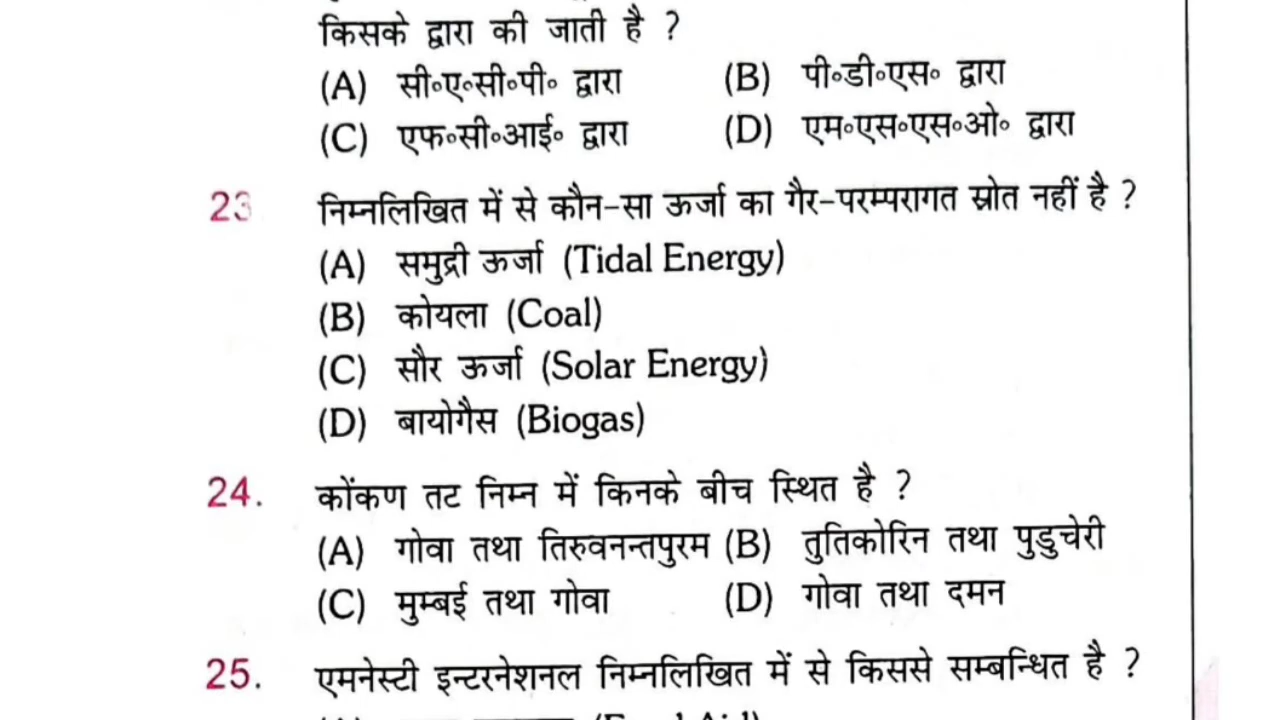 किसके द्वारा की जाती है ?
(A) सी॰ए॰सी॰पी॰ द्वारा (B) पी॰डी॰एस॰ द्वारा
(C) एफ॰सी॰आई॰ द्वारा (D) एम॰एस॰एस॰ओ॰ द्वारा
23 निम्नलिखित में से कौन-सा ऊर्जा का गैर-परम्परागत स्रोत नहीं है ?
(A) समुद्री ऊर्जा (Tidal Energy)
(B) कोयला (Coal)
(C) सौर ऊर्जा (Solar Energy)
(D) बायोगैस (Biogas)
24. कोंकण तट निम्न में किनके बीच स्थित है ?
(A) गोवा तथा तिरुवनन्तपुरम (B) तुतिकोरिन तथा पुडुचेरी
(C) मुम्बई तथा गोवा (D) गोवा तथा दमन
25. एमनेस्टी इन्टरनेशनल निम्नलिखित में से किससे सम्बन्धित है ?